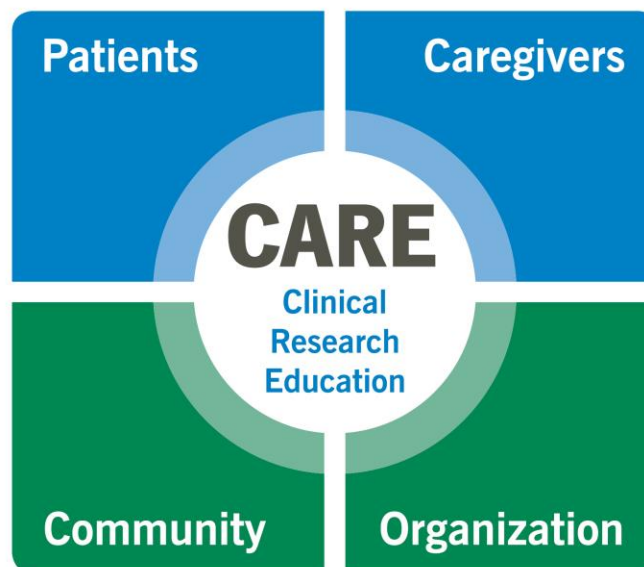 Patients
Caregivers
CARE
Clinical
Research
Education
Community
Organization